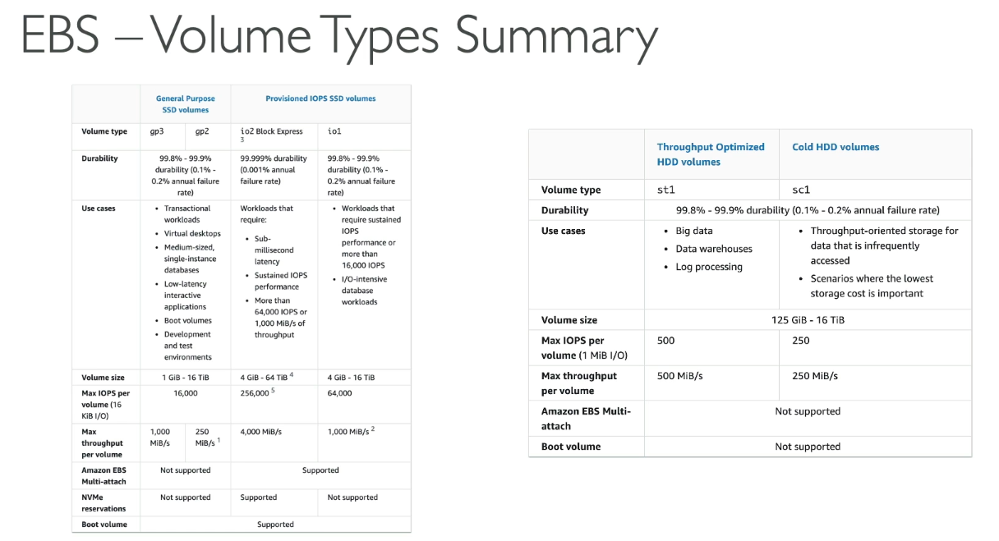 EBS – Volume Types Summary
General Purpose SSD volumes
Provisioned IOPS SSD volumes
Volume type
gp3
gp2
io2 Block Express 3
io1
Durability
99.8% - 99.9%
durability (0.1% -
0.2% annual failure
rate)
99.999% durability
(0.001% annual
failure rate)
99.8% - 99.9%
durability (0.1% -
0.2% annual failure
rate)
Use cases
• Transactional
workloads
• Virtual desktops
• Medium-sized,
single-instance
databases
• Low-latency
interactive
applications
• Boot volumes
• Development
and test
environments
Workloads that
require:
• Sub-
millisecond
latency
• Sustained IOPS
performance
• More than
64,000 IOPS or
1,000 MiB/s of
throughput
• Workloads that
require sustained
IOPS
performance or
more than
16,000 IOPS
• I/O-intensive
database
workloads
Volume size
1 GiB - 16 TiB
4 GiB - 64 TiB 4
4 GiB - 16 TiB
Max IOPS per
volume (16
KiB I/O)
16,000
256,000 5
64,000
Max
throughput
per volume
1,000
MiB/s
250
MiB/s 1
4,000 MiB/s
1,000 MiB/s 2
Amazon EBS
Multi-attach
Not supported
Supported
NVMe
reservations
Not supported
Supported
Not supported
Boot volume
Supported
Throughput Optimized
HDD volumes
Cold HDD volumes
Volume type
st1
sc1
Durability
99.8% - 99.9% durability (0.1% - 0.2% annual failure rate)
Use cases
• Big data
• Data warehouses
• Log processing
• Throughput-oriented storage for
data that is infrequently
accessed
• Scenarios where the lowest
storage cost is important
Volume size
125 GiB - 16 TiB
Max IOPS per
volume (1 MiB I/O)
500
250
Max throughput
per volume
500 MiB/s
250 MiB/s
Amazon EBS Multi-
attach
Not supported
Boot volume
Not supported